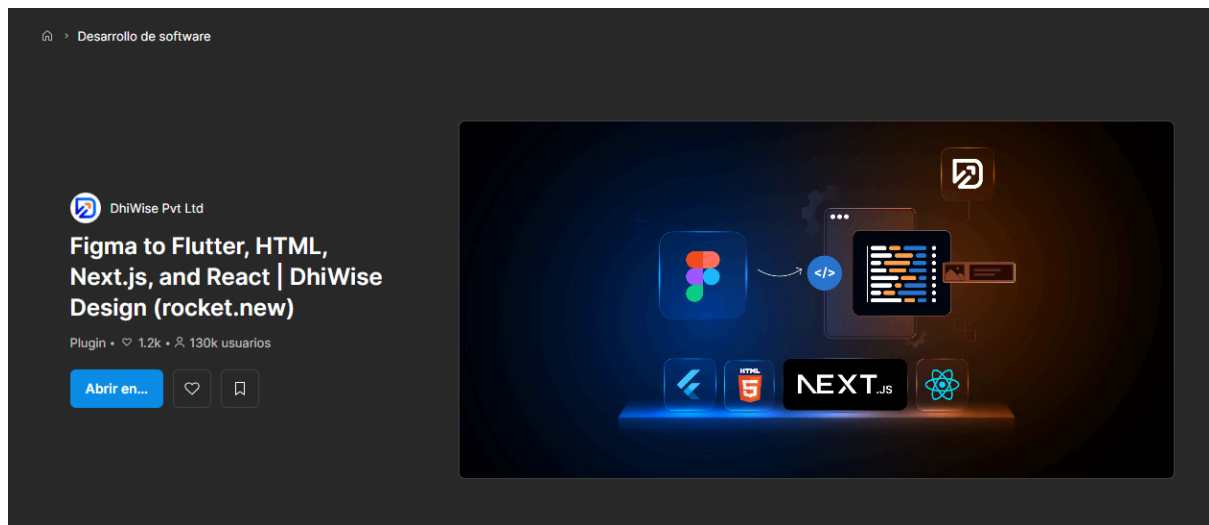 Desarrollo de software
DhiWise Pvt Ltd
Figma to Flutter, HTML,
Next.js, and React | DhiWise
Design (rocket.new)
Plugin • 1.2k • 130k usuarios
Abrir en...
</>
HTML
5
NEXT.JS